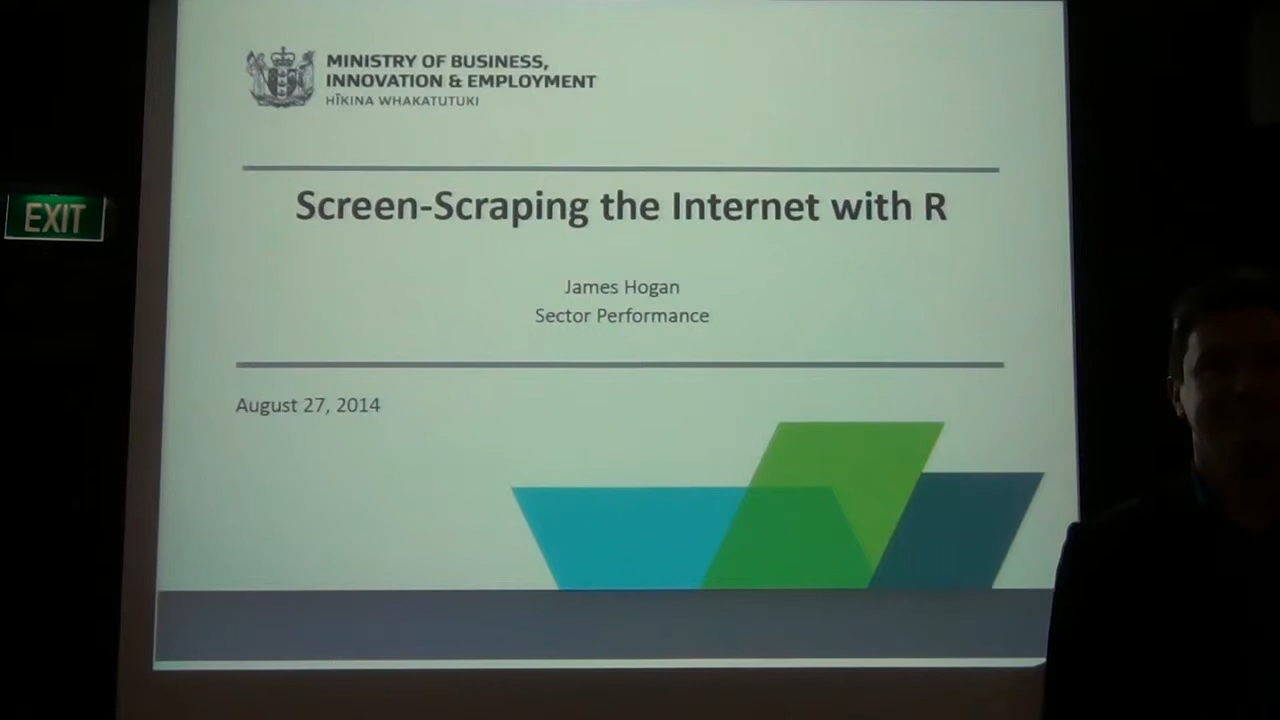 MINISTRY OF BUSINESS,
INNOVATION & EMPLOYMENT
HĪKINA WHAKATUTUKI
Screen-Scraping the Internet with R
EXIT
James Hogan
Sector Performance
August 27, 2014